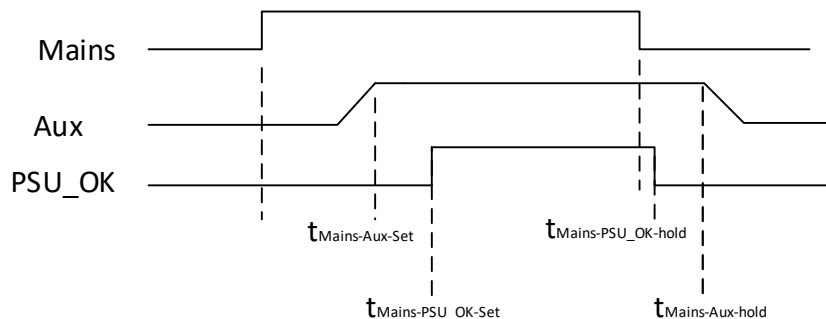 Mains
Aux
PSU_OK
tMains-Aux-Set
tMains-PSU_OK-hold
tMains-PSU_OK-Set
tMains-Aux-hold